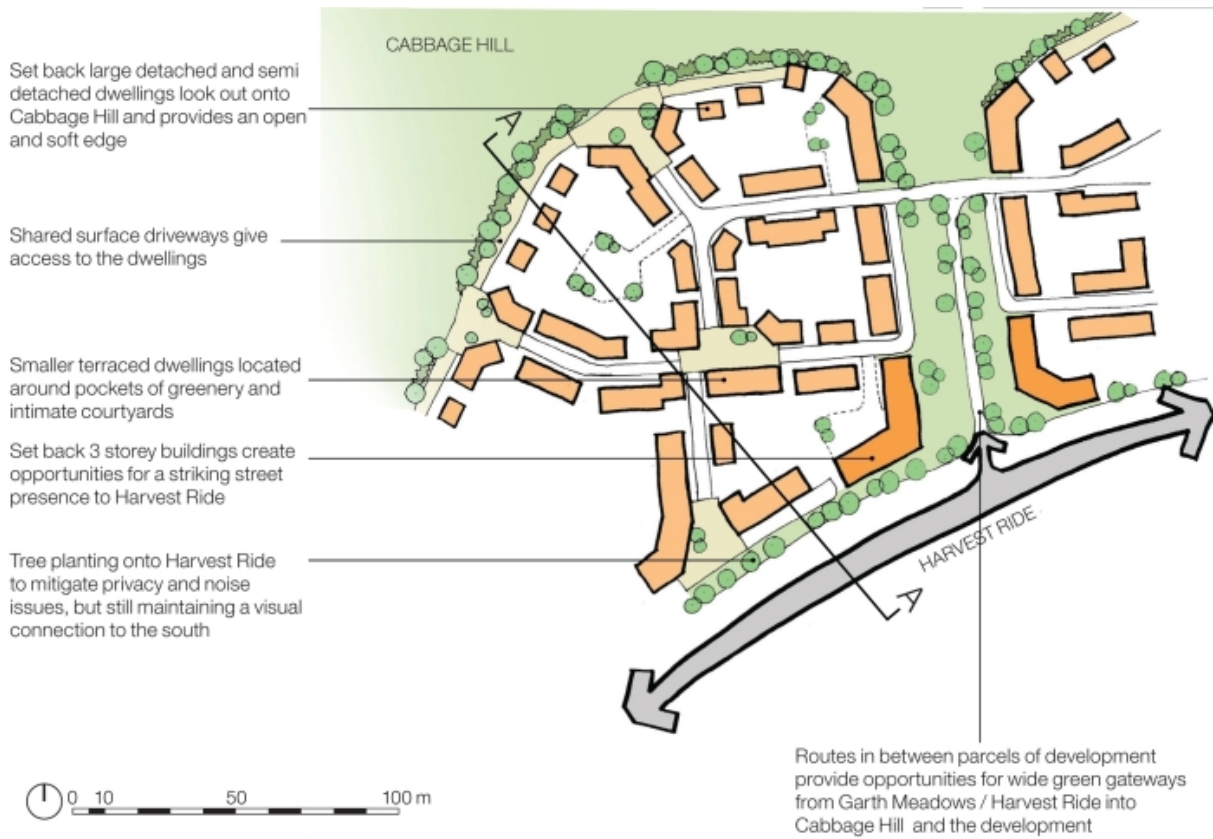 CABBAGE HILL
Set back large detached and semi
detached dwellings look out onto
Cabbage Hill and provides an open
and soft edge
A
Shared surface driveways give
access to the dwellings
Smaller terraced dwellings located
around pockets of greenery and
intimate courtyards
Set back 3 storey buildings create
opportunities for a striking street
presence to Harvest Ride
Tree planting onto Harvest Ride
to mitigate privacy and noise
issues, but still maintaining a visual
connection to the south
A
HARVEST RIDE
Routes in between parcels of development
provide opportunities for wide green gateways
from Garth Meadows / Harvest Ride into
Cabbage Hill and the development
0 10 50 100 m